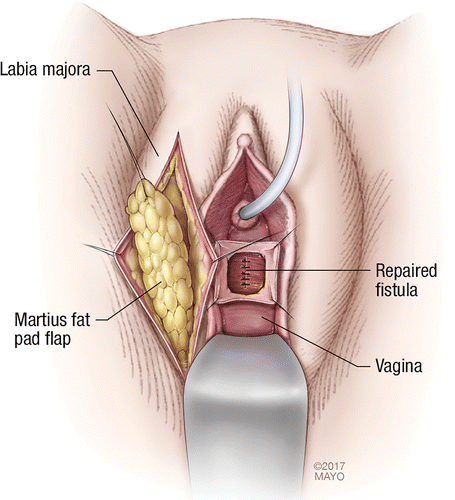 Labia majora
Martius fat
pad flap
Repaired
fistula
Vagina
©2017
MAYO